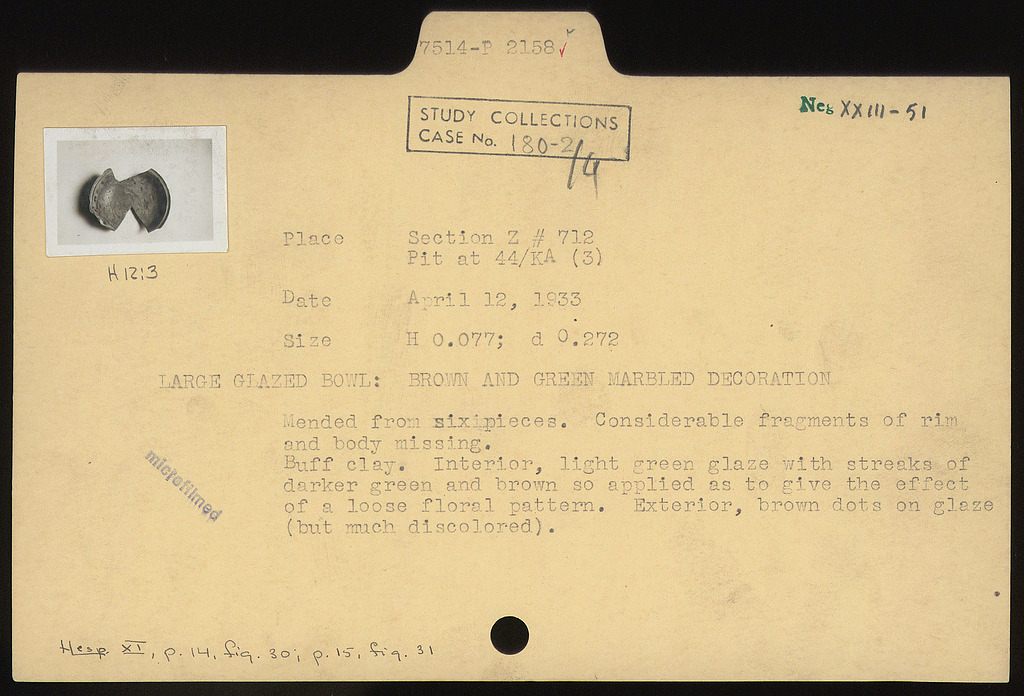 7514-P 2158
Neg XXIII-51
STUDY COLLECTIONS
CASE No. 180-2/4
H 12:3
Place Section Z # 712
Pit at 44/KA (3)
Date April 12, 1933
Size H 0.077; d 0.272
LARGE GLAZED BOWL: BROWN AND GREEN MARBLED DECORATION
Mended from six pieces. Considerable fragments of rim
and body missing.
Buff clay. Interior, light green glaze with streaks of
darker green and brown so applied as to give the effect
of a loose floral pattern. Exterior, brown dots on glaze
(but much discolored).
microfilmed
Hesp. XI, p. 14, fig. 30; p. 15, fig. 31